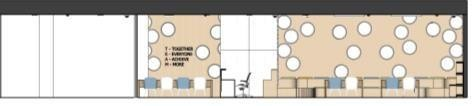 T - TOGETHER
E - EVERYONE
A - ACHIEVE
M - MORE